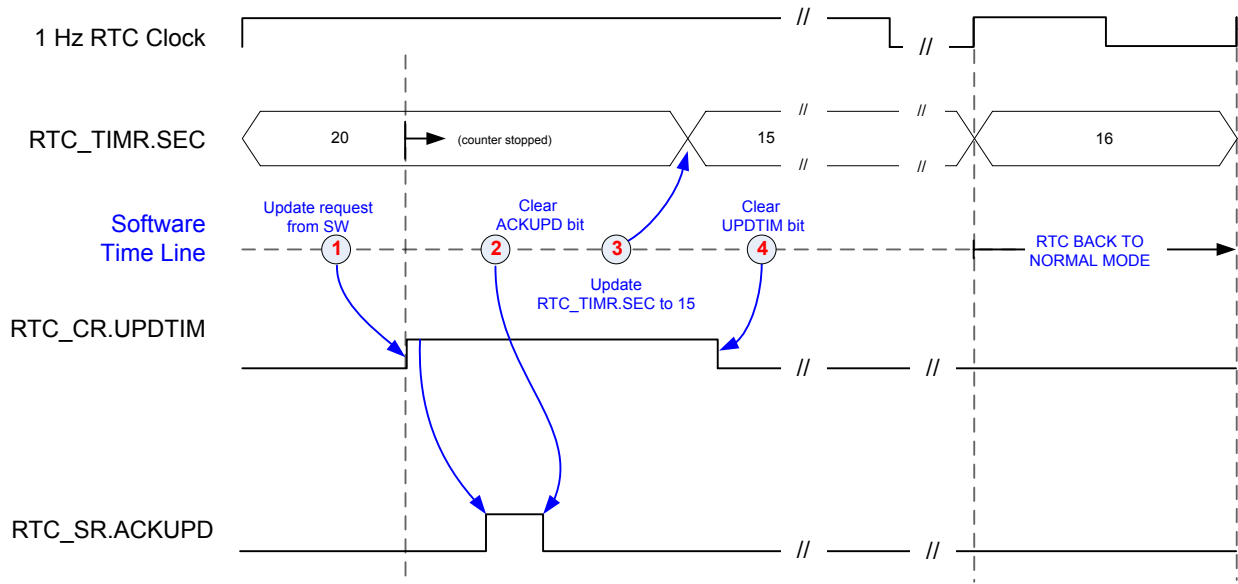 //
1 Hz RTC Clock
//
// //
RTC_TIMR.SEC
20
(counter stopped)
15
16
// //
Software
Time Line
Update request
from SW
Clear
ACKUPD bit
Clear
UPDTIM bit
1
2
3
4
RTC BACK TO
NORMAL MODE
Update
RTC_TIMR.SEC to 15
RTC_CR.UPDTIM
// //
RTC_SR.ACKUPD
// //